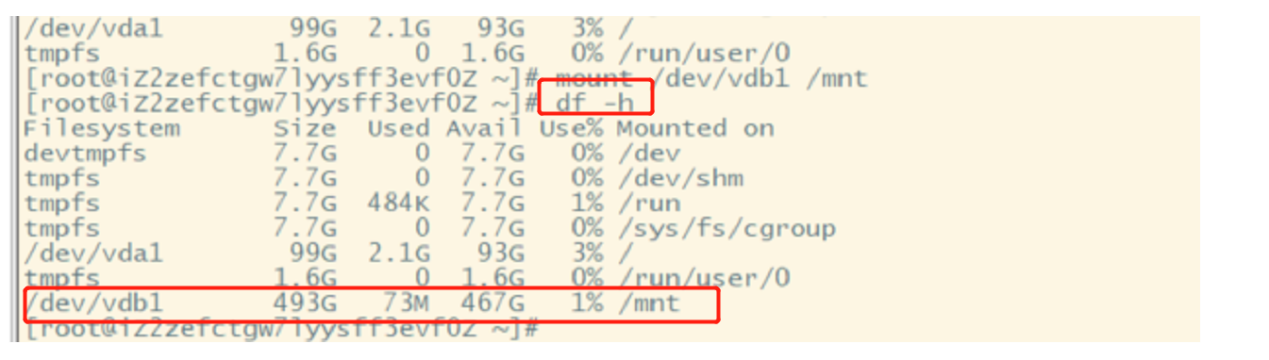 /dev/vda1 99G 2.1G 93G 3% /
tmpfs 1.6G 0 1.6G 0% /run/user/0
[root@iZ2zefctgw71yysff3evf0Z ~]# mount /dev/vdb1 /mnt
[root@iZ2zefctgw71yysff3evf0Z ~]# df -h
Filesystem Size Used Avail Use% Mounted on
devtmpfs 7.7G 0 7.7G 0% /dev
tmpfs 7.7G 0 7.7G 0% /dev/shm
tmpfs 7.7G 484K 7.7G 1% /run
tmpfs 7.7G 0 7.7G 0% /sys/fs/cgroup
/dev/vda1 99G 2.1G 93G 3% /
tmpfs 1.6G 0 1.6G 0% /run/user/0
/dev/vdb1 493G 73M 467G 1% /mnt
[root@iZ2zefctgw71yysff3evf0Z ~]#